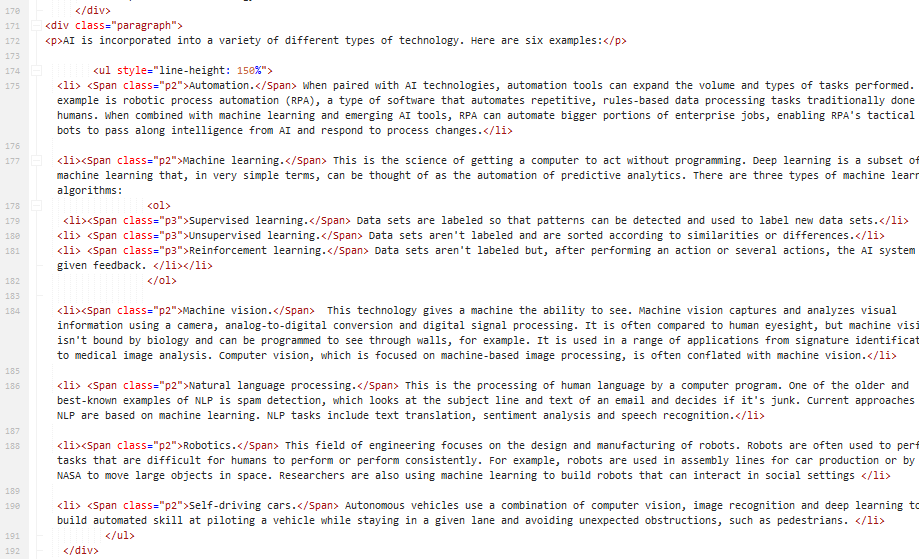 170 </div>
171 <div class="paragraph">
172 <p>AI is incorporated into a variety of different types of technology. Here are six examples:</p>
173
174 <ul style="line-height: 150%">
175 <li> <Span class="p2">Automation.</Span> When paired with AI technologies, automation tools can expand the volume and types of tasks performed.
example is robotic process automation (RPA), a type of software that automates repetitive, rules-based data processing tasks traditionally done
humans. When combined with machine learning and emerging AI tools, RPA can automate bigger portions of enterprise jobs, enabling RPA's tactical
bots to pass along intelligence from AI and respond to process changes.</li>
176
177 <li><Span class="p2">Machine learning.</Span> This is the science of getting a computer to act without programming. Deep learning is a subset of
machine learning that, in very simple terms, can be thought of as the automation of predictive analytics. There are three types of machine learn
algorithms:
178 <ol>
179 <li><Span class="p3">Supervised learning.</Span> Data sets are labeled so that patterns can be detected and used to label new data sets.</li>
180 <li> <Span class="p3">Unsupervised learning.</Span> Data sets aren't labeled and are sorted according to similarities or differences.</li>
181 <li> <Span class="p3">Reinforcement learning.</Span> Data sets aren't labeled but, after performing an action or several actions, the AI system
given feedback. </li></li>
182 </ol>
183
184 <li><Span class="p2">Machine vision.</Span>  This technology gives a machine the ability to see. Machine vision captures and analyzes visual
information using a camera, analog-to-digital conversion and digital signal processing. It is often compared to human eyesight, but machine visi
isn't bound by biology and can be programmed to see through walls, for example. It is used in a range of applications from signature identificat
to medical image analysis. Computer vision, which is focused on machine-based image processing, is often conflated with machine vision.</li>
185
186 <li> <Span class="p2">Natural language processing.</Span> This is the processing of human language by a computer program. One of the older and
best-known examples of NLP is spam detection, which looks at the subject line and text of an email and decides if it's junk. Current approaches
NLP are based on machine learning. NLP tasks include text translation, sentiment analysis and speech recognition.</li>
187
188 <li><Span class="p2">Robotics.</Span> This field of engineering focuses on the design and manufacturing of robots. Robots are often used to perf
tasks that are difficult for humans to perform or perform consistently. For example, robots are used in assembly lines for car production or by
NASA to move large objects in space. Researchers are also using machine learning to build robots that can interact in social settings </li>
189
190 <li> <Span class="p2">Self-driving cars.</Span> Autonomous vehicles use a combination of computer vision, image recognition and deep learning to
build automated skill at piloting a vehicle while staying in a given lane and avoiding unexpected obstructions, such as pedestrians. </li>
191 </ul>
192 </div>